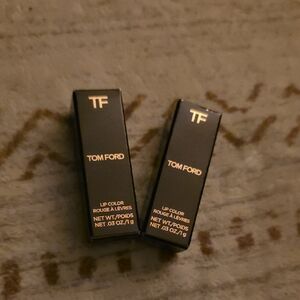 TF
TOM FORD
LIP COLOR
ROUGE À LÈVRES
NET WT./POIDS
NET .03 OZ./1 g
TF
TOM FORD
LIP COLOR
ROUGE À LÈVRES
NET WT./POIDS
NET .03 OZ./1 g